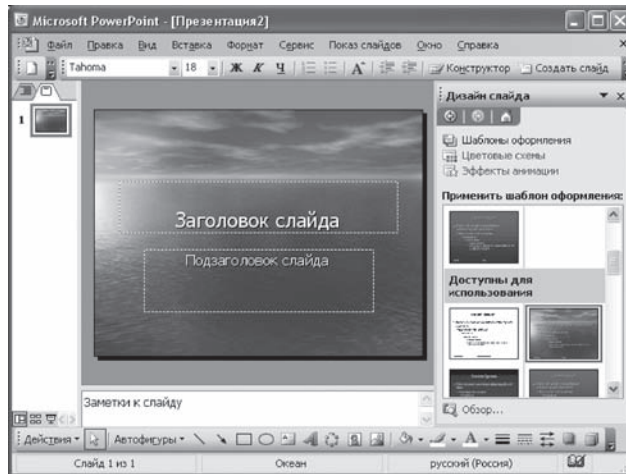 Microsoft PowerPoint - [Презентация2]
Файл Правка Вид Вставка Формат Сервис Показ слайдов Окно Справка
Tahoma 18 Ж К Ч Конструктор Создать слайд
Дизайн слайда
1
Шаблоны оформления
Цветовые схемы
Эффекты анимации
Применить шаблон оформления:
Заголовок слайда
Подзаголовок слайда
Доступны для
использования
Заметки к слайду
Обзор...
Действия Автофигуры
Слайд 1 из 1 Океан русский (Россия)